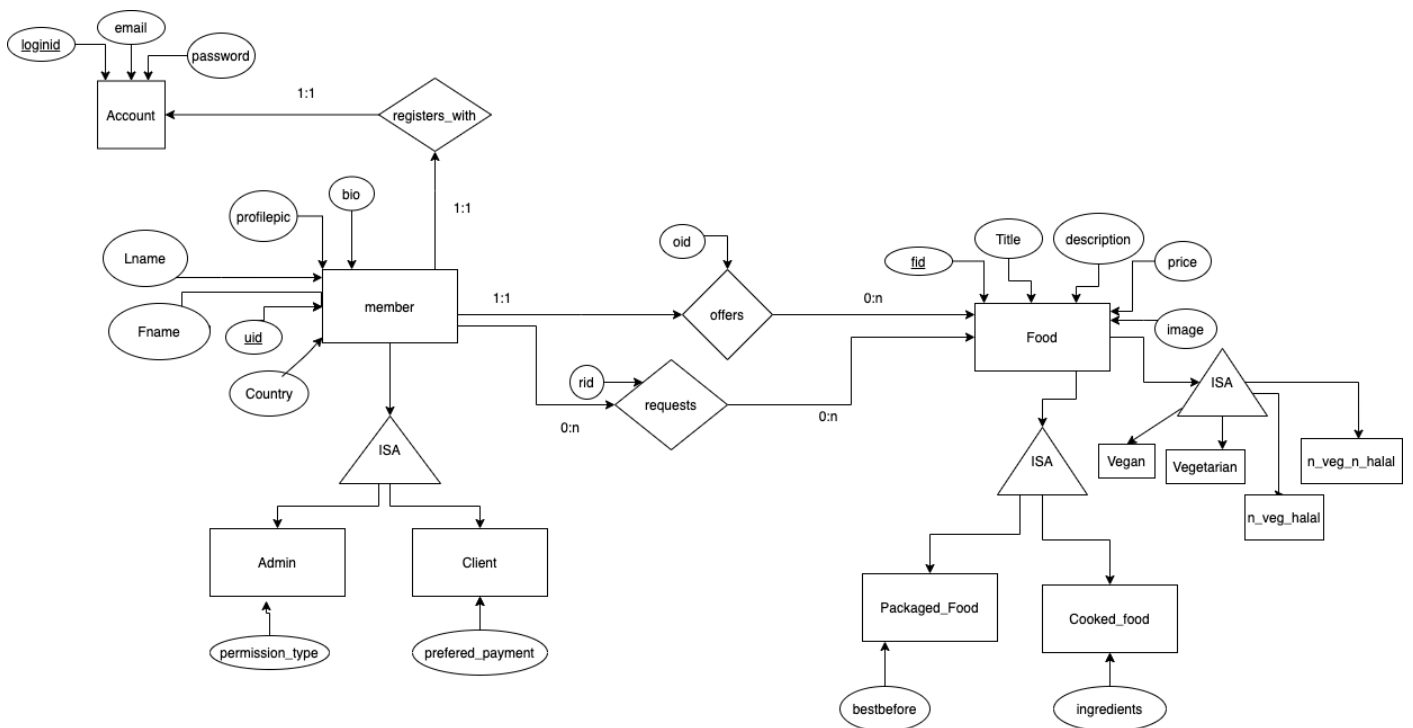 email
loginid
password
1:1
Account
registers_with
bio
profilepic
1:1
Lname
oid
Title
description
fid
price
member
1:1
offers
0:n
Food
image
Fname
uid
rid
requests
ISA
Country
0:n
0:n
ISA
ISA
Vegan
Vegetarian
n_veg_n_halal
n_veg_halal
Admin
Client
Packaged_Food
Cooked_food
permission_type
prefered_payment
bestbefore
ingredients